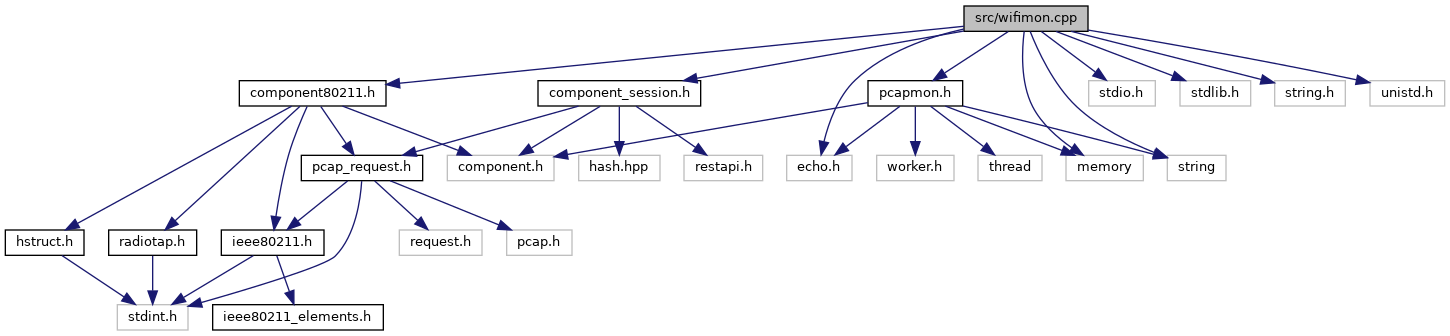 src/wifimon.cpp
component80211.h
component_session.h
pcapmon.h
stdio.h
stdlib.h
string.h
unistd.h
pcap_request.h
component.h
hash.hpp
restapi.h
echo.h
worker.h
thread
memory
string
hstruct.h
radiotap.h
ieee80211.h
request.h
pcap.h
stdint.h
ieee80211_elements.h